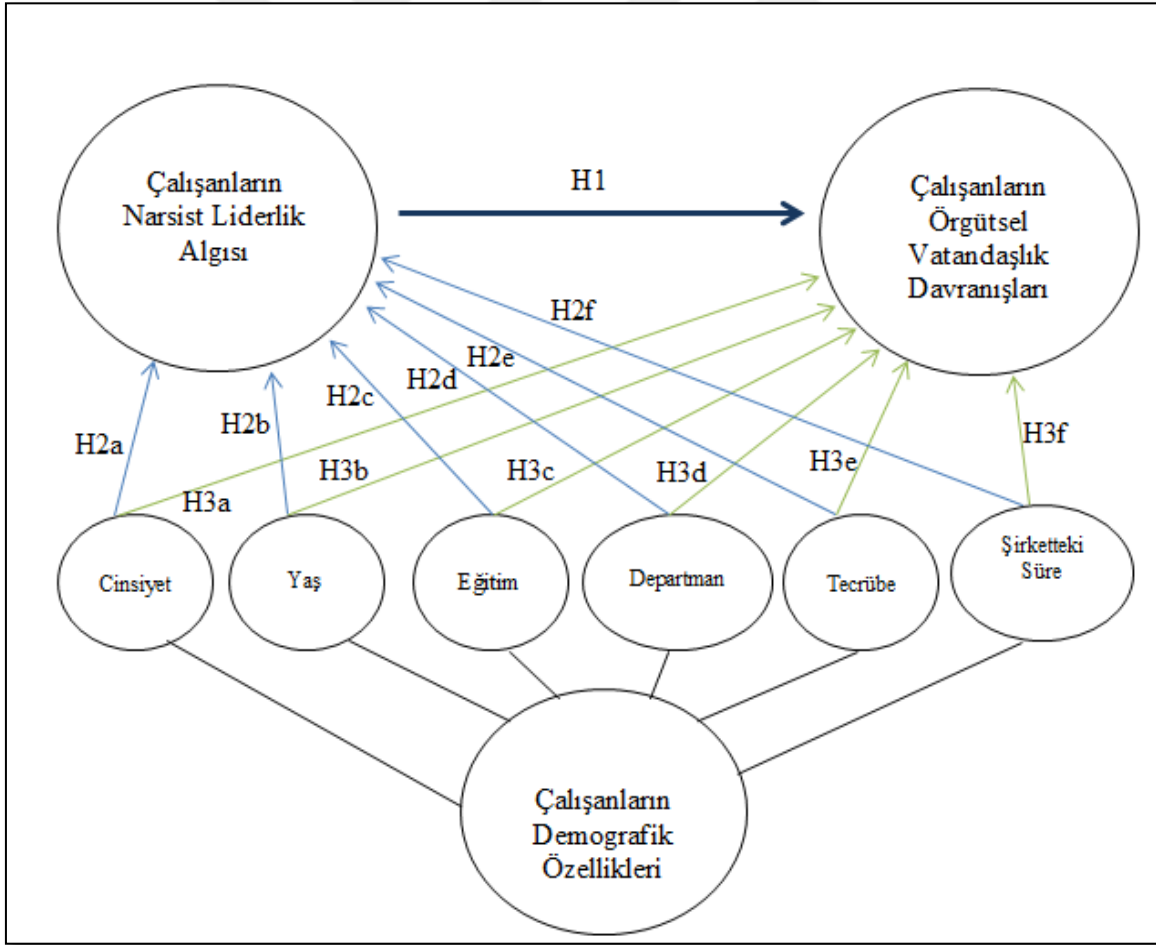 Çalışanların
Narsist Liderlik
Algısı
H1
Çalışanların
Örgütsel
Vatandaşlık
Davranışları
H2a
H2b
H2c
H2d
H2e
H2f
H3a
H3b
H3c
H3d
H3e
H3f
Cinsiyet
Yaş
Eğitim
Departman
Tecrübe
Şirketteki
Süre
Çalışanların
Demografik
Özellikleri